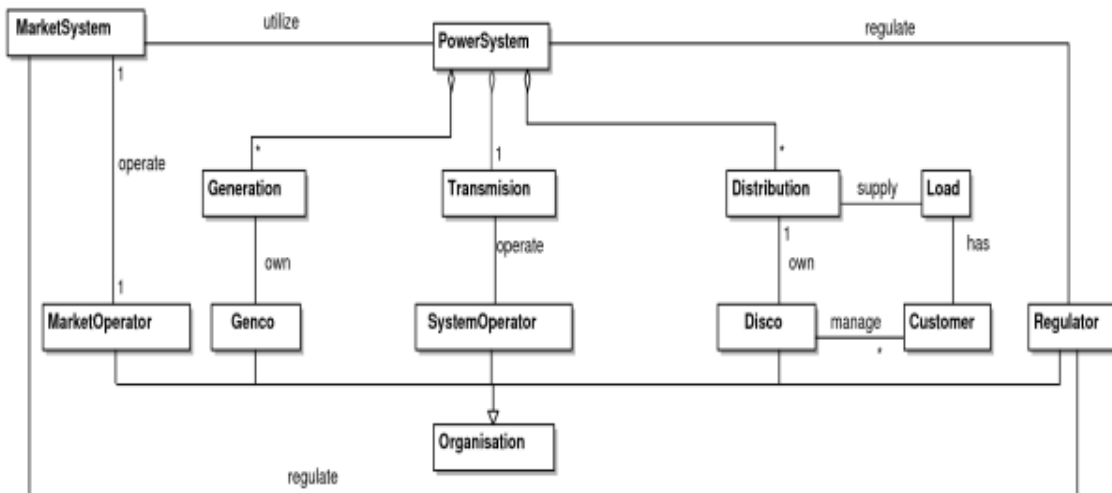 MarketSystem
utilize
PowerSystem
regulate
1
operate
*
1
*
Generation
Transmision
Distribution
supply
Load
own
operate
1
own
has
1
MarketOperator
Genco
SystemOperator
Disco
manage
*
Customer
Regulator
Organisation
regulate